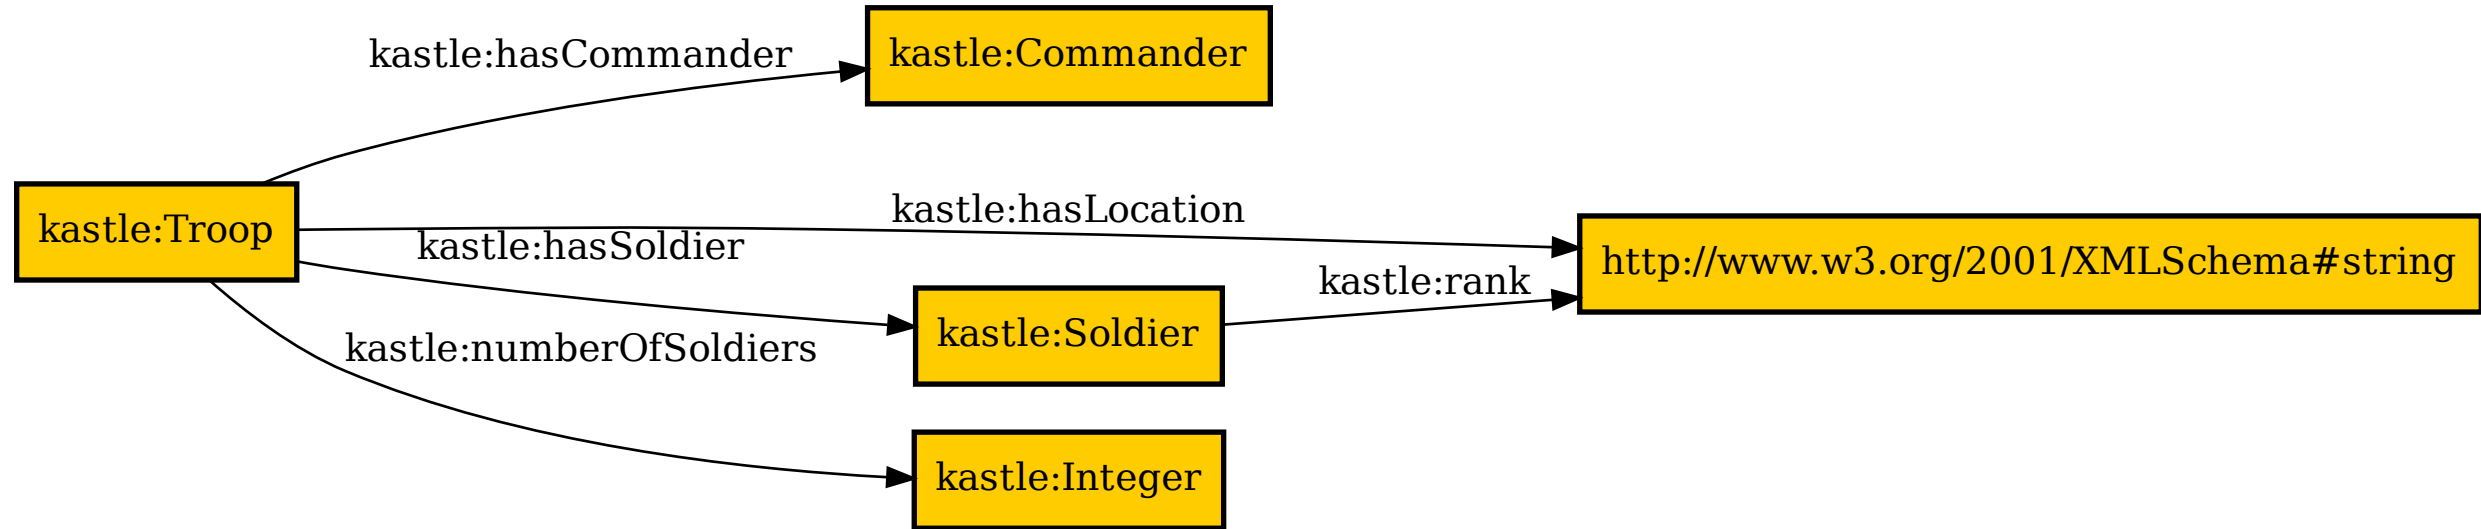 kastle:hasCommander
kastle:Commander
kastle:Troop
kastle:hasLocation
kastle:hasSoldier
http://www.w3.org/2001/XMLSchema#string
kastle:rank
kastle:Soldier
kastle:numberOfSoldiers
kastle:Integer